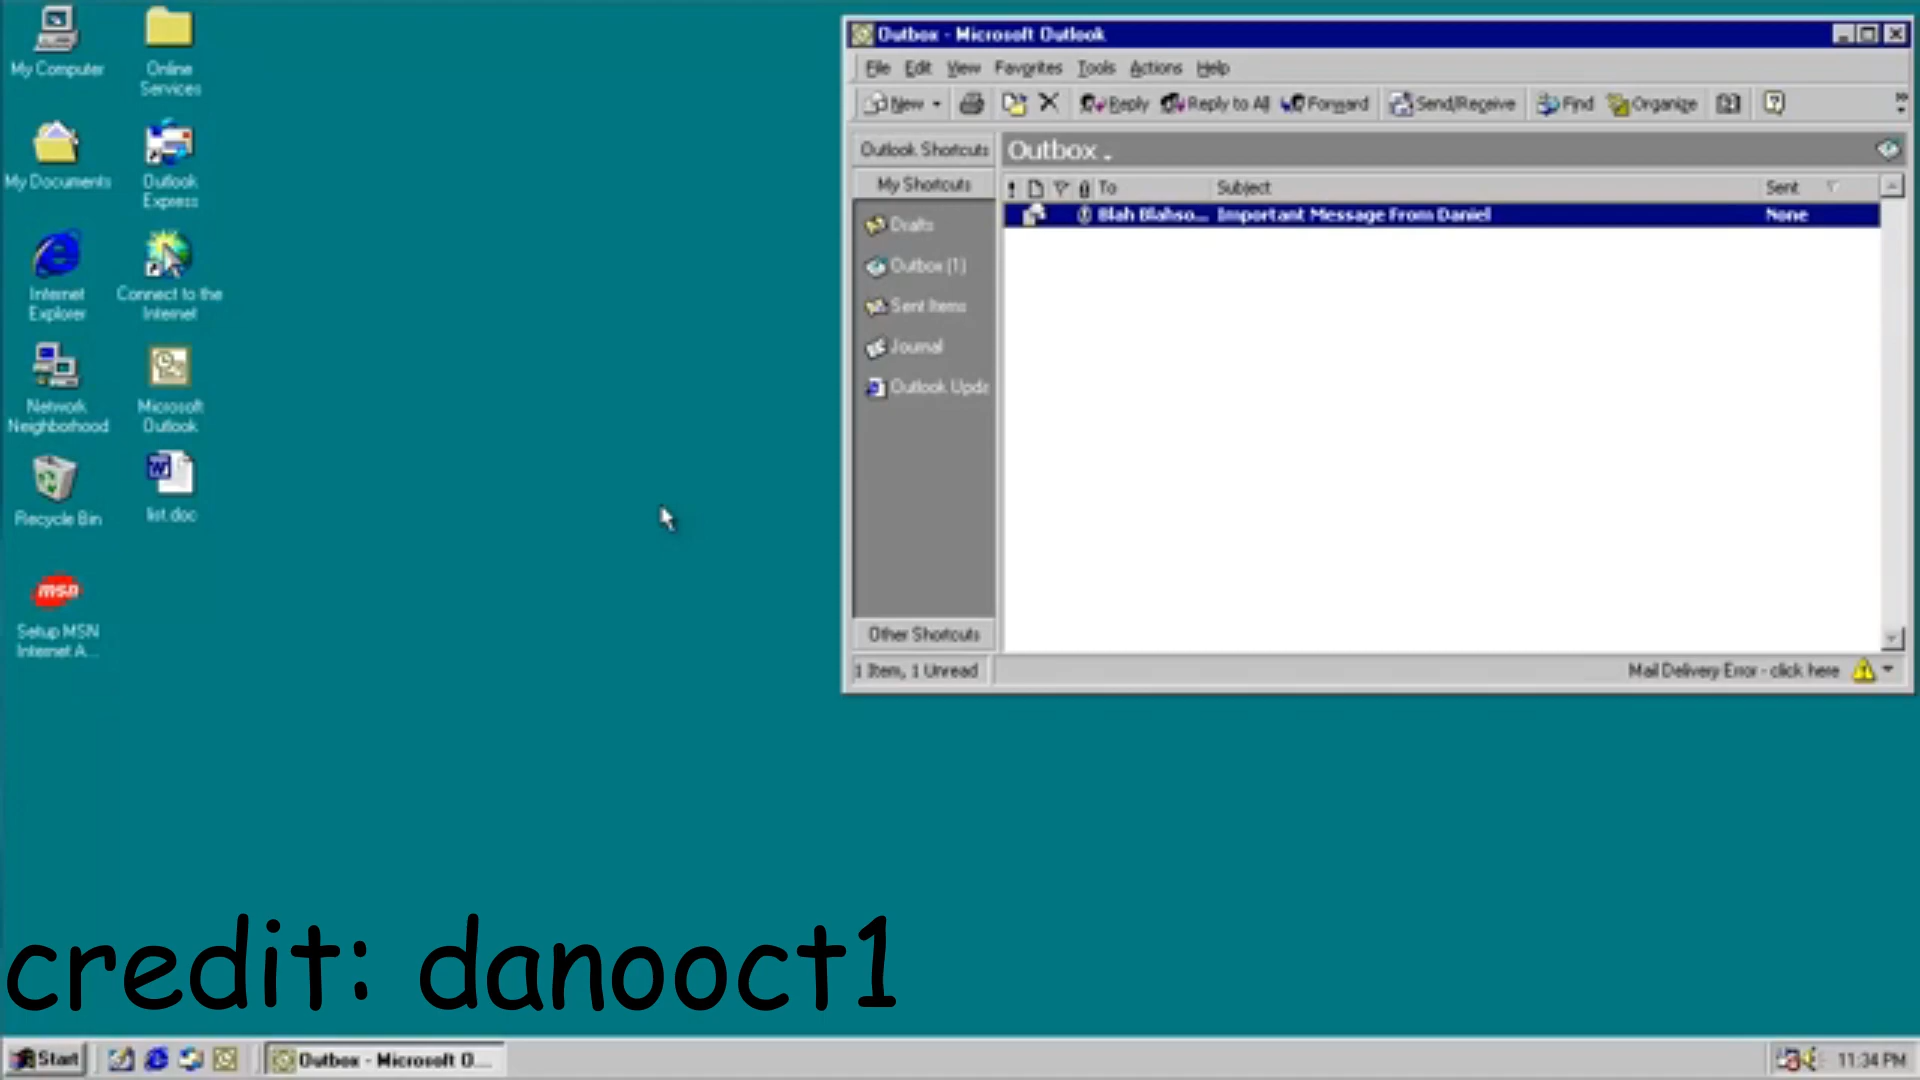 My Computer
Online
Services
My Documents
Outlook
Express
Internet
Explorer
Connect to the
Internet
Network
Neighborhood
Microsoft
Outlook
Recycle Bin
list.doc
msn
Setup MSN
Internet A...
Outbox - Microsoft Outlook
File Edit View Favorites Tools Actions Help
New Reply Reply to All Forward Send/Receive Find Organize
Outlook Shortcuts
My Shortcuts
Drafts
Outbox (1)
Sent Items
Journal
Outlook Upda
Other Shortcuts
Outbox .
! To Subject Sent
Blah Blahso... Important Message From Daniel None
1 Item, 1 Unread
Mail Delivery Error - click here
credit: danooct1
Start
Outbox - Microsoft O...
11:34 PM